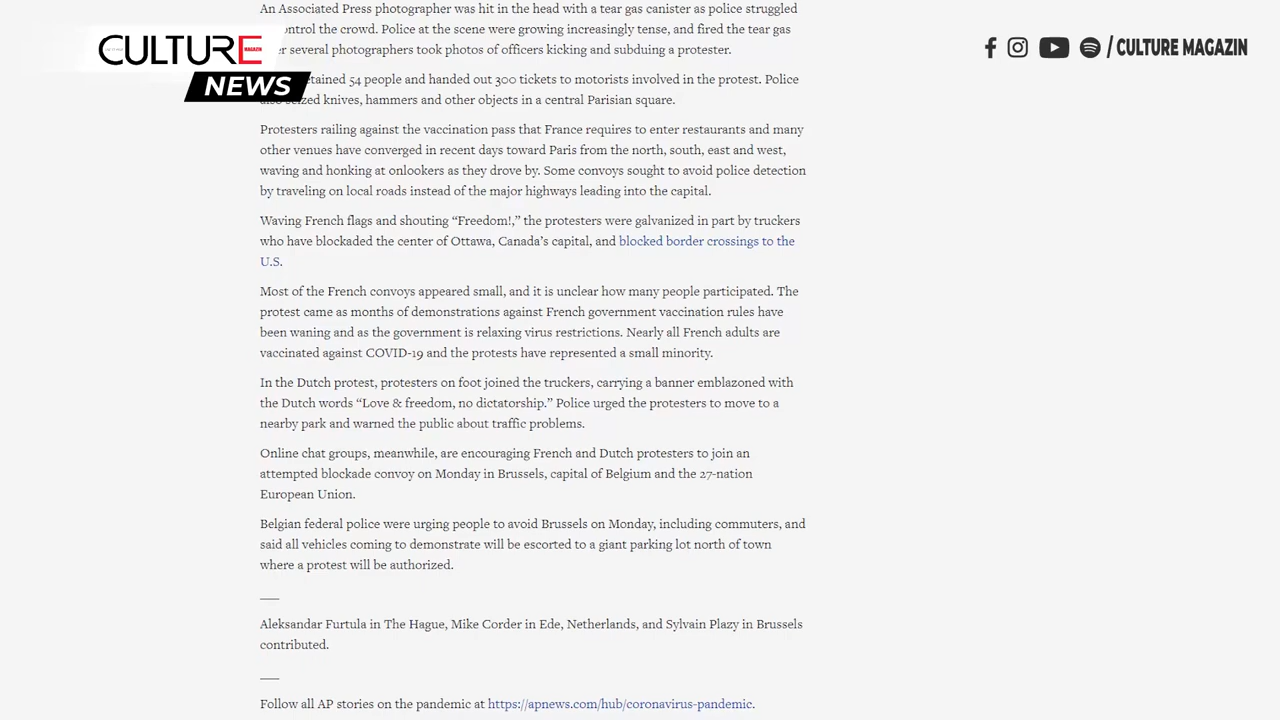 An Associated Press photographer was hit in the head with a tear gas canister as police struggled
CULTURE
MAGAZIN
NEWS
/ CULTURE MAGAZIN
control the crowd. Police at the scene were growing increasingly tense, and fired the tear gas
several photographers took photos of officers kicking and subduing a protester.
54 people and handed out 300 tickets to motorists involved in the protest. Police
also seized knives, hammers and other objects in a central Parisian square.
Protesters railing against the vaccination pass that France requires to enter restaurants and many
other venues have converged in recent days toward Paris from the north, south, east and west,
waving and honking at onlookers as they drove by. Some convoys sought to avoid police detection
by traveling on local roads instead of the major highways leading into the capital.
Waving French flags and shouting “Freedom!,” the protesters were galvanized in part by truckers
who have blockaded the center of Ottawa, Canada’s capital, and blocked border crossings to the
U.S.
Most of the French convoys appeared small, and it is unclear how many people participated. The
protest came as months of demonstrations against French government vaccination rules have
been waning and as the government is relaxing virus restrictions. Nearly all French adults are
vaccinated against COVID-19 and the protests have represented a small minority.
In the Dutch protest, protesters on foot joined the truckers, carrying a banner emblazoned with
the Dutch words “Love & freedom, no dictatorship.” Police urged the protesters to move to a
nearby park and warned the public about traffic problems.
Online chat groups, meanwhile, are encouraging French and Dutch protesters to join an
attempted blockade convoy on Monday in Brussels, capital of Belgium and the 27-nation
European Union.
Belgian federal police were urging people to avoid Brussels on Monday, including commuters, and
said all vehicles coming to demonstrate will be escorted to a giant parking lot north of town
where a protest will be authorized.
Aleksandar Furtula in The Hague, Mike Corder in Ede, Netherlands, and Sylvain Plazy in Brussels
contributed.
Follow all AP stories on the pandemic at https://apnews.com/hub/coronavirus-pandemic.